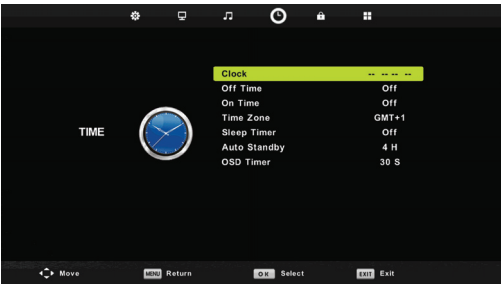 Clock -- -- -- --
Off Time Off
On Time Off
Time Zone GMT+1
TIME
Sleep Timer Off
Auto Standby 4 H
OSD Timer 30 S
Move MENU Return OK Select EXIT Exit